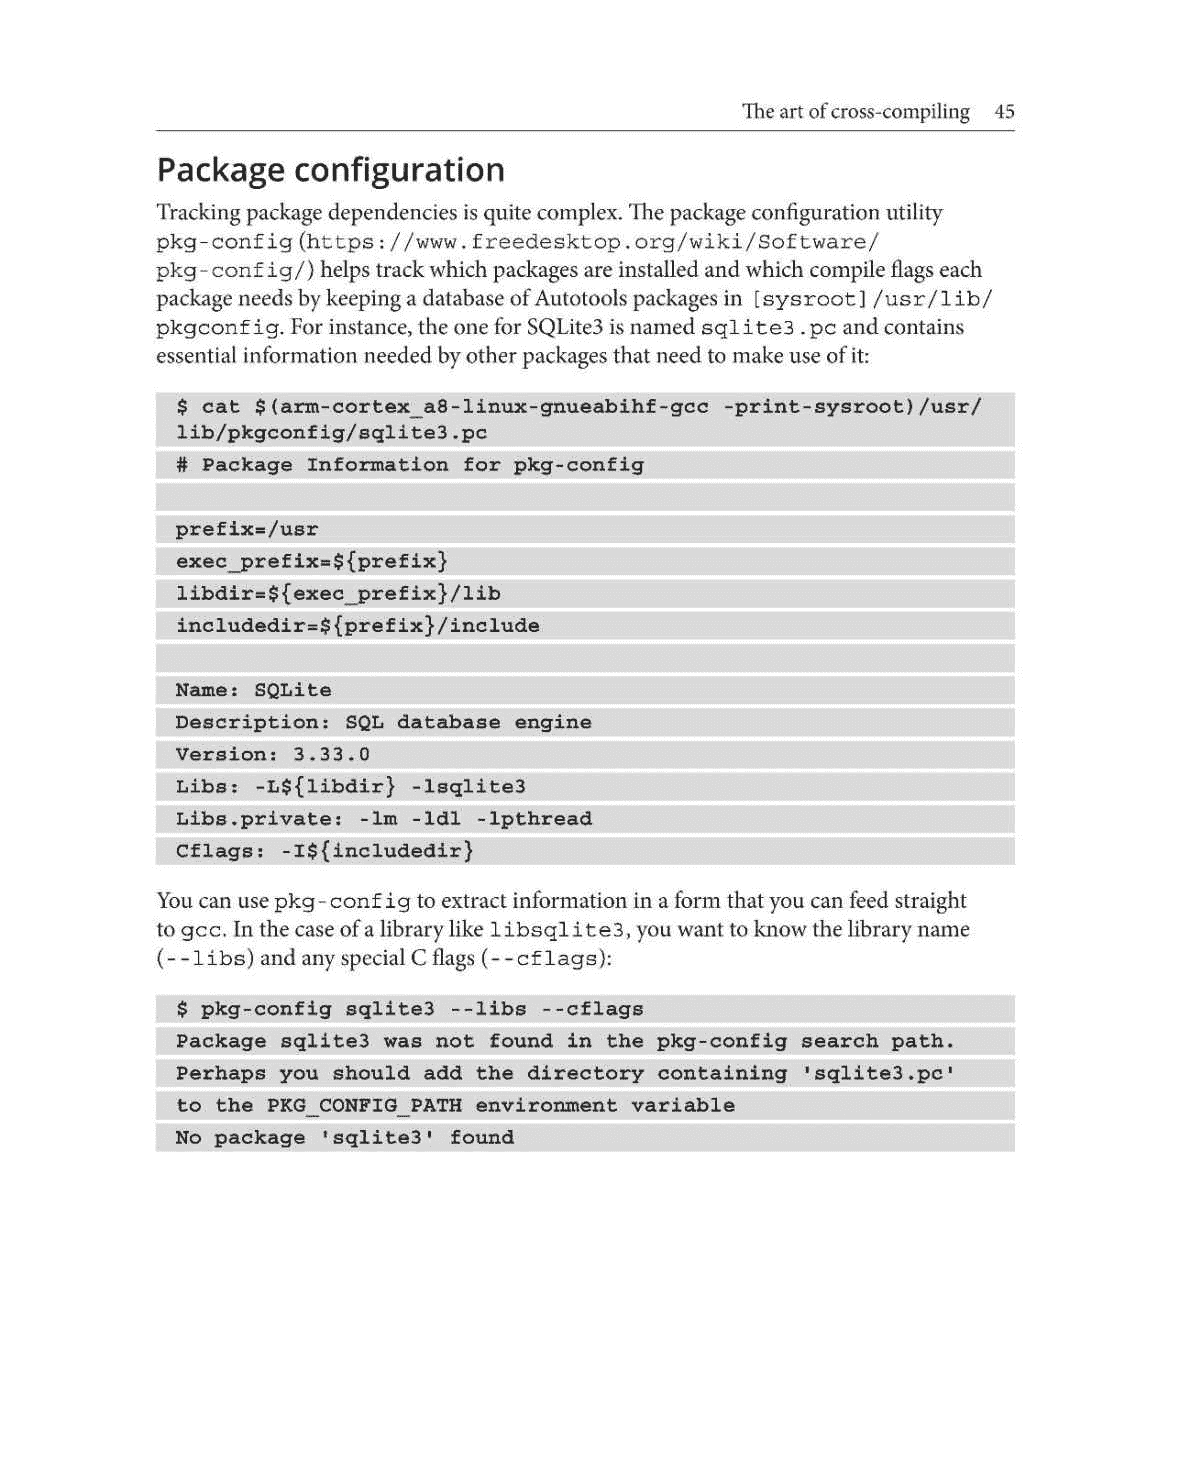 The art of cross-compiling 45
Package configuration
Tracking package dependencies is quite complex. The package configuration utility
pkg-config (https://www.freedesktop.org/wiki/Software/
pkg-config/) helps track which packages are installed and which compile flags each
package needs by keeping a database of Autotools packages in [sysroot]/usr/lib/
pkgconfig. For instance, the one for SQLite3 is named sqlite3.pc and contains
essential information needed by other packages that need to make use of it:
$ cat $(arm-cortex_a8-linux-gnueabihf-gcc -print-sysroot)/usr/
lib/pkgconfig/sqlite3.pc
# Package Information for pkg-config
prefix=/usr
exec_prefix=${prefix}
libdir=${exec_prefix}/lib
includedir=${prefix}/include
Name: SQLite
Description: SQL database engine
Version: 3.33.0
Libs: -L${libdir} -lsqlite3
Libs.private: -lm -ldl -lpthread
Cflags: -I${includedir}
You can use pkg-config to extract information in a form that you can feed straight
to gcc. In the case of a library like libsqlite3, you want to know the library name
(--libs) and any special C flags (--cflags):
$ pkg-config sqlite3 --libs --cflags
Package sqlite3 was not found in the pkg-config search path.
Perhaps you should add the directory containing 'sqlite3.pc'
to the PKG_CONFIG_PATH environment variable
No package 'sqlite3' found